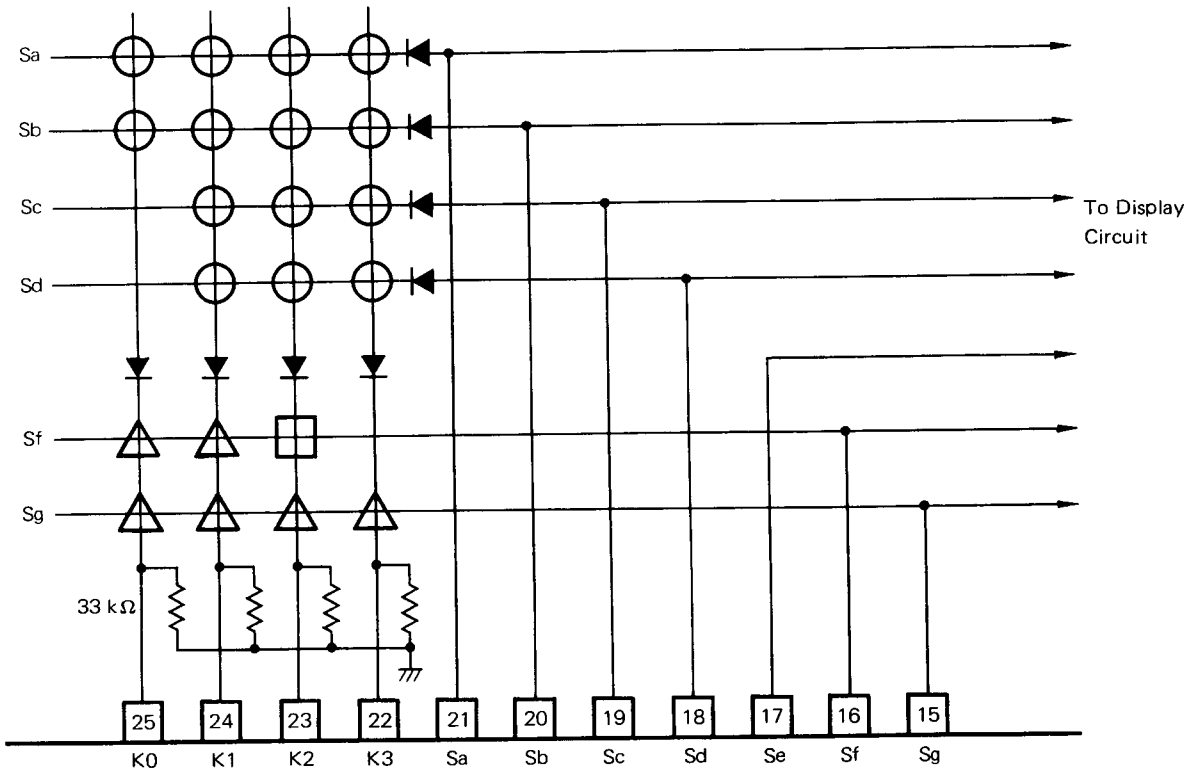 Sa
Sb
Sc
To Display
Circuit
Sd
Sf
Sg
33 kΩ
25 24 23 22 21 20 19 18 17 16 15
K0 K1 K2 K3 Sa Sb Sc Sd Se Sf Sg